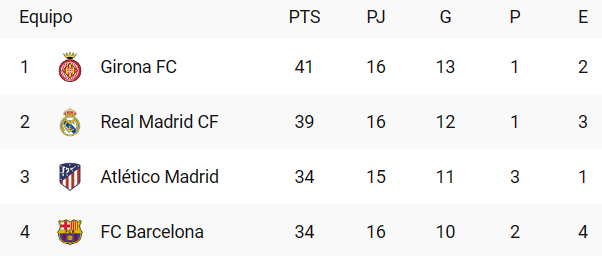 Equipo PTS PJ G P E
1 Girona FC 41 16 13 1 2
2 Real Madrid CF 39 16 12 1 3
3 Atlético Madrid 34 15 11 3 1
4 FC Barcelona 34 16 10 2 4